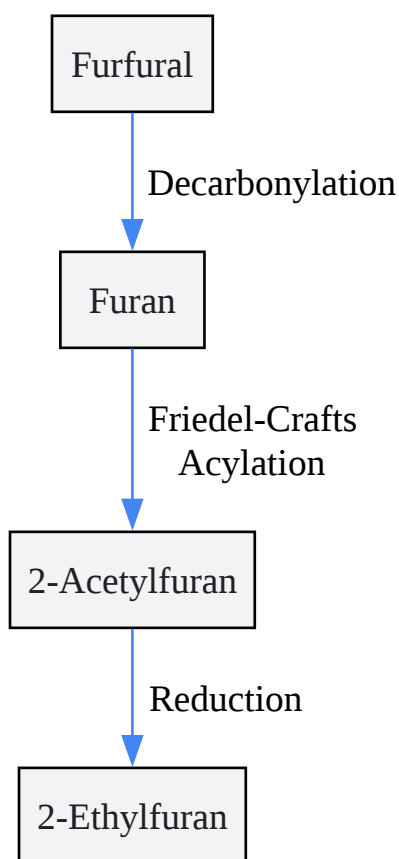 Furfural
Decarbonylation
Furan
Friedel-Crafts
Acylation
2-Acetylfuran
Reduction
2-Ethylfuran